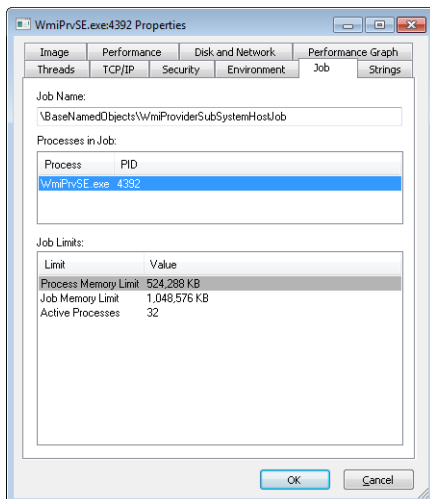 WmiPrvSE.exe:4392 Properties
Image Performance Disk and Network Performance Graph
Threads TCP/IP Security Environment Job Strings
Job Name:
\BaseNamedObjects\WmiProviderSubSystemHostJob
Processes in Job:
Process PID
WmiPrvSE.exe 4392
Job Limits:
Limit Value
Process Memory Limit 524,288 KB
Job Memory Limit 1,048,576 KB
Active Processes 32
OK Cancel